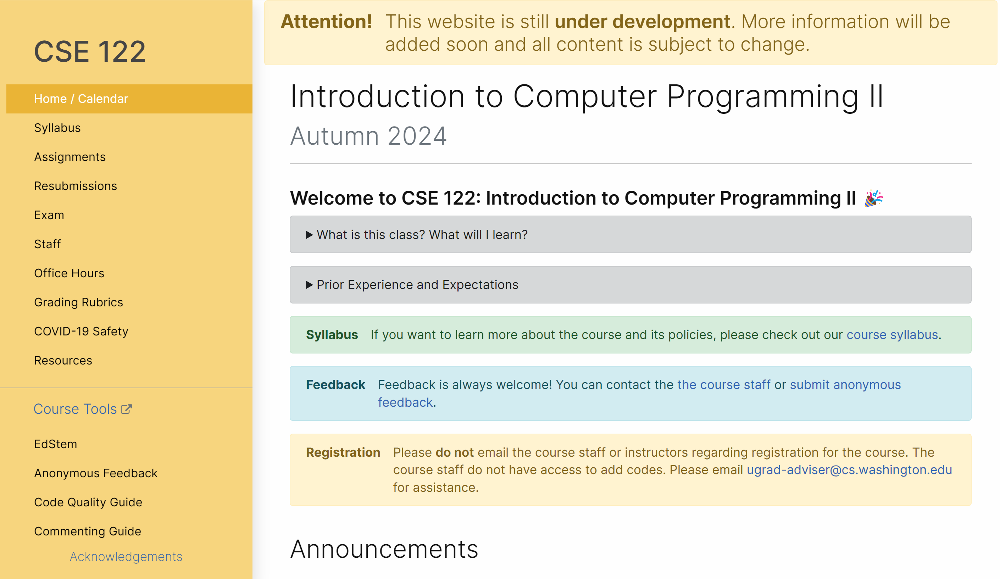 CSE 122
Home / Calendar
Syllabus
Assignments
Resubmissions
Exam
Staff
Office Hours
Grading Rubrics
COVID-19 Safety
Resources
Course Tools
EdStem
Anonymous Feedback
Code Quality Guide
Commenting Guide
Acknowledgements
Attention! This website is still under development. More information will be
added soon and all content is subject to change.
Introduction to Computer Programming II
Autumn 2024
Welcome to CSE 122: Introduction to Computer Programming II 🎉
▶ What is this class? What will I learn?
▶ Prior Experience and Expectations
Syllabus If you want to learn more about the course and its policies, please check out our course syllabus.
Feedback Feedback is always welcome! You can contact the the course staff or submit anonymous
feedback.
Registration Please do not email the course staff or instructors regarding registration for the course. The
course staff do not have access to add codes. Please email ugrad-adviser@cs.washington.edu
for assistance.
Announcements